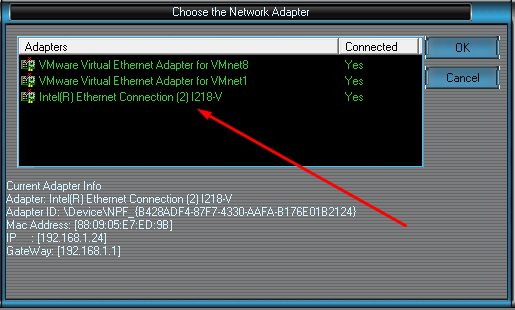 Choose the Network Adapter
Adapters Connected
VMware Virtual Ethernet Adapter for VMnet8 Yes
VMware Virtual Ethernet Adapter for VMnet1 Yes
Intel(R) Ethernet Connection (2) I218-V Yes
OK
Cancel
Current Adapter Info
Adapter: Intel(R) Ethernet Connection (2) I218-V
Adapter ID: \Device\NPF_{B428ADF4-87F7-4330-AAFA-B176E01B2124}
Mac Address: [88:09:05:E7:ED:9B]
IP : [192.168.1.24]
GateWay: [192.168.1.1]